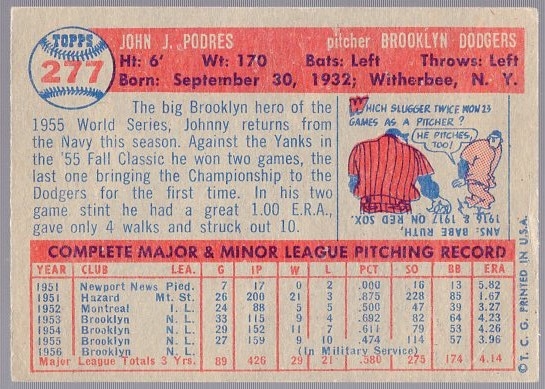 TOPPS
277
JOHN J. PODRES pitcher BROOKLYN DODGERS
Ht: 6' Wt: 170 Bats: Left Throws: Left
Born: September 30, 1932; Witherbee, N. Y.
The big Brooklyn hero of the
1955 World Series, Johnny returns from
the Navy this season. Against the Yanks in
the '55 Fall Classic he won two games, the
last one bringing the Championship to the
Dodgers for the first time. In his two
game stint he had a great 1.00 E.R.A.,
gave only 4 walks and struck out 10.
WHICH SLUGGER TWICE WON 23
GAMES AS A PITCHER?
HE PITCHES,
TOO!
ANS: BABE RUTH,
1916 & 1917 ON RED SOX.
COMPLETE MAJOR & MINOR LEAGUE PITCHING RECORD
YEAR CLUB LEA. G IP W L PCT SO BB ERA
1951 Newport News Pied. 7 17 0 2 .000 16 13 5.82
1951 Hazard Mt. St. 26 200 21 3 .875 228 85 1.67
1952 Montreal I. L. 24 88 5 5 .500 47 39 3.27
1953 Brooklyn N. L. 33 115 9 4 .692 82 64 4.23
1954 Brooklyn N. L. 29 152 11 7 .611 79 53 4.26
1955 Brooklyn N. L. 27 159 9 10 .474 114 57 3.96
1956 Brooklyn N. L. (In Military Service)
Major League Totals 3 Yrs. 89 426 29 21 .580 275 174 4.14
© T. C. G. PRINTED IN U.S.A.